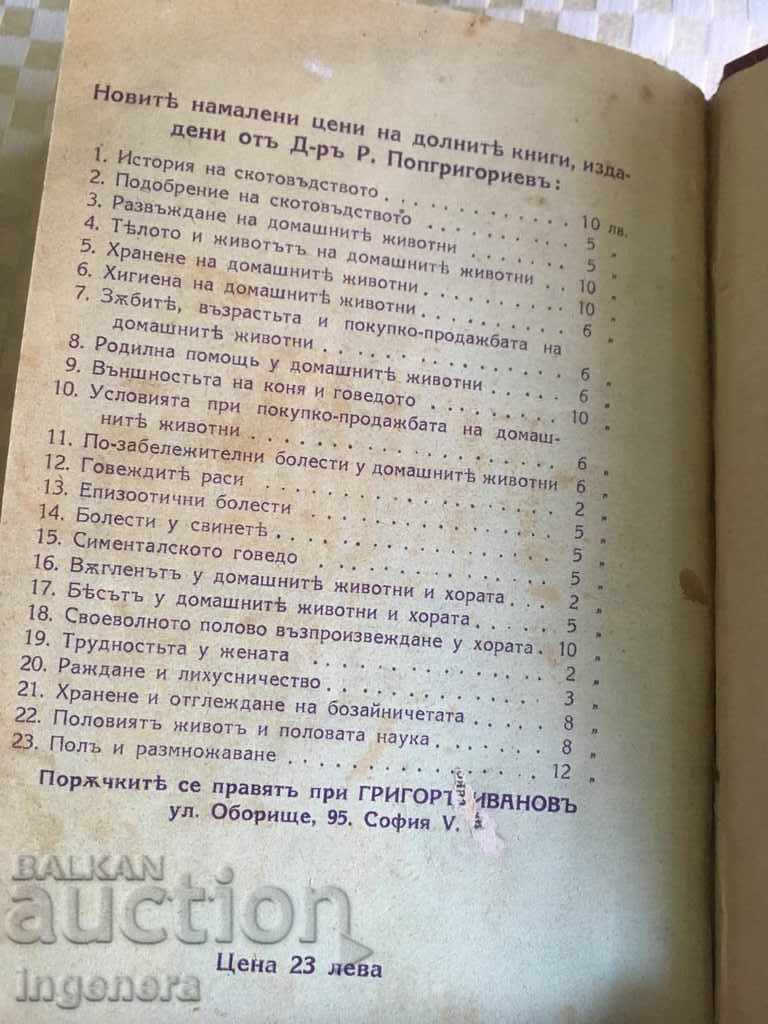 Новитѣ намалени цени на долнитѣ книги, изда-
дени отъ Д-ръ Р. Попгригориевъ:
1. История на скотовъдството . . . . . . . . . . . 10 лв.
2. Подобрение на скотовъдството . . . . . . . . 5 „
3. Развъждане на домашнитѣ животни . . . . . . 5 „
4. Тѣлото и животътъ на домашнитѣ животни . . 10 „
5. Хранене на домашнитѣ животни . . . . . . . . 10 „
6. Хигиена на домашнитѣ животни . . . . . . . . 6 „
7. Зѫбитѣ, възрастьта и покупко-продажбата на
домашнитѣ животни . . . . . . . . . . . . 6 „
8. Родилна помощь у домашнитѣ животни . . . . . 6 „
9. Външностьта на коня и говедото . . . . . . . . 10 „
10. Условията при покупко-продажбата на домаш-
нитѣ животни . . . . . . . . . . . . . . . 6 „
11. По-забележителни болести у домашнитѣ животни 6 „
12. Говеждитѣ раси . . . . . . . . . . . . . . . 2 „
13. Епизоотични болести . . . . . . . . . . . . . 5 „
14. Болести у свинетѣ . . . . . . . . . . . . . . 5 „
15. Сименталското говедо . . . . . . . . . . . . 5 „
16. Вѫгленътъ у домашнитѣ животни и хората . . . 2 „
17. Бѣсътъ у домашнитѣ животни и хората . . . . . 5 „
18. Своеволното полово възпроизвеждане у хората . 10 „
19. Трудностьта у жената . . . . . . . . . . . . 2 „
20. Раждане и лихусничество . . . . . . . . . . . 3 „
21. Хранене и отглеждане на бозайничетата . . . . 8 „
22. Половиятъ животъ и половата наука . . . . . . 8 „
23. Полъ и размножаване . . . . . . . . . . . . . 12 „
Порѫчкитѣ се правятъ при ГРИГОРЪ ИВАНОВЪ
ул. Оборище, 95. София V.
BALKAN
auction
ingenera
Цена 23 лева